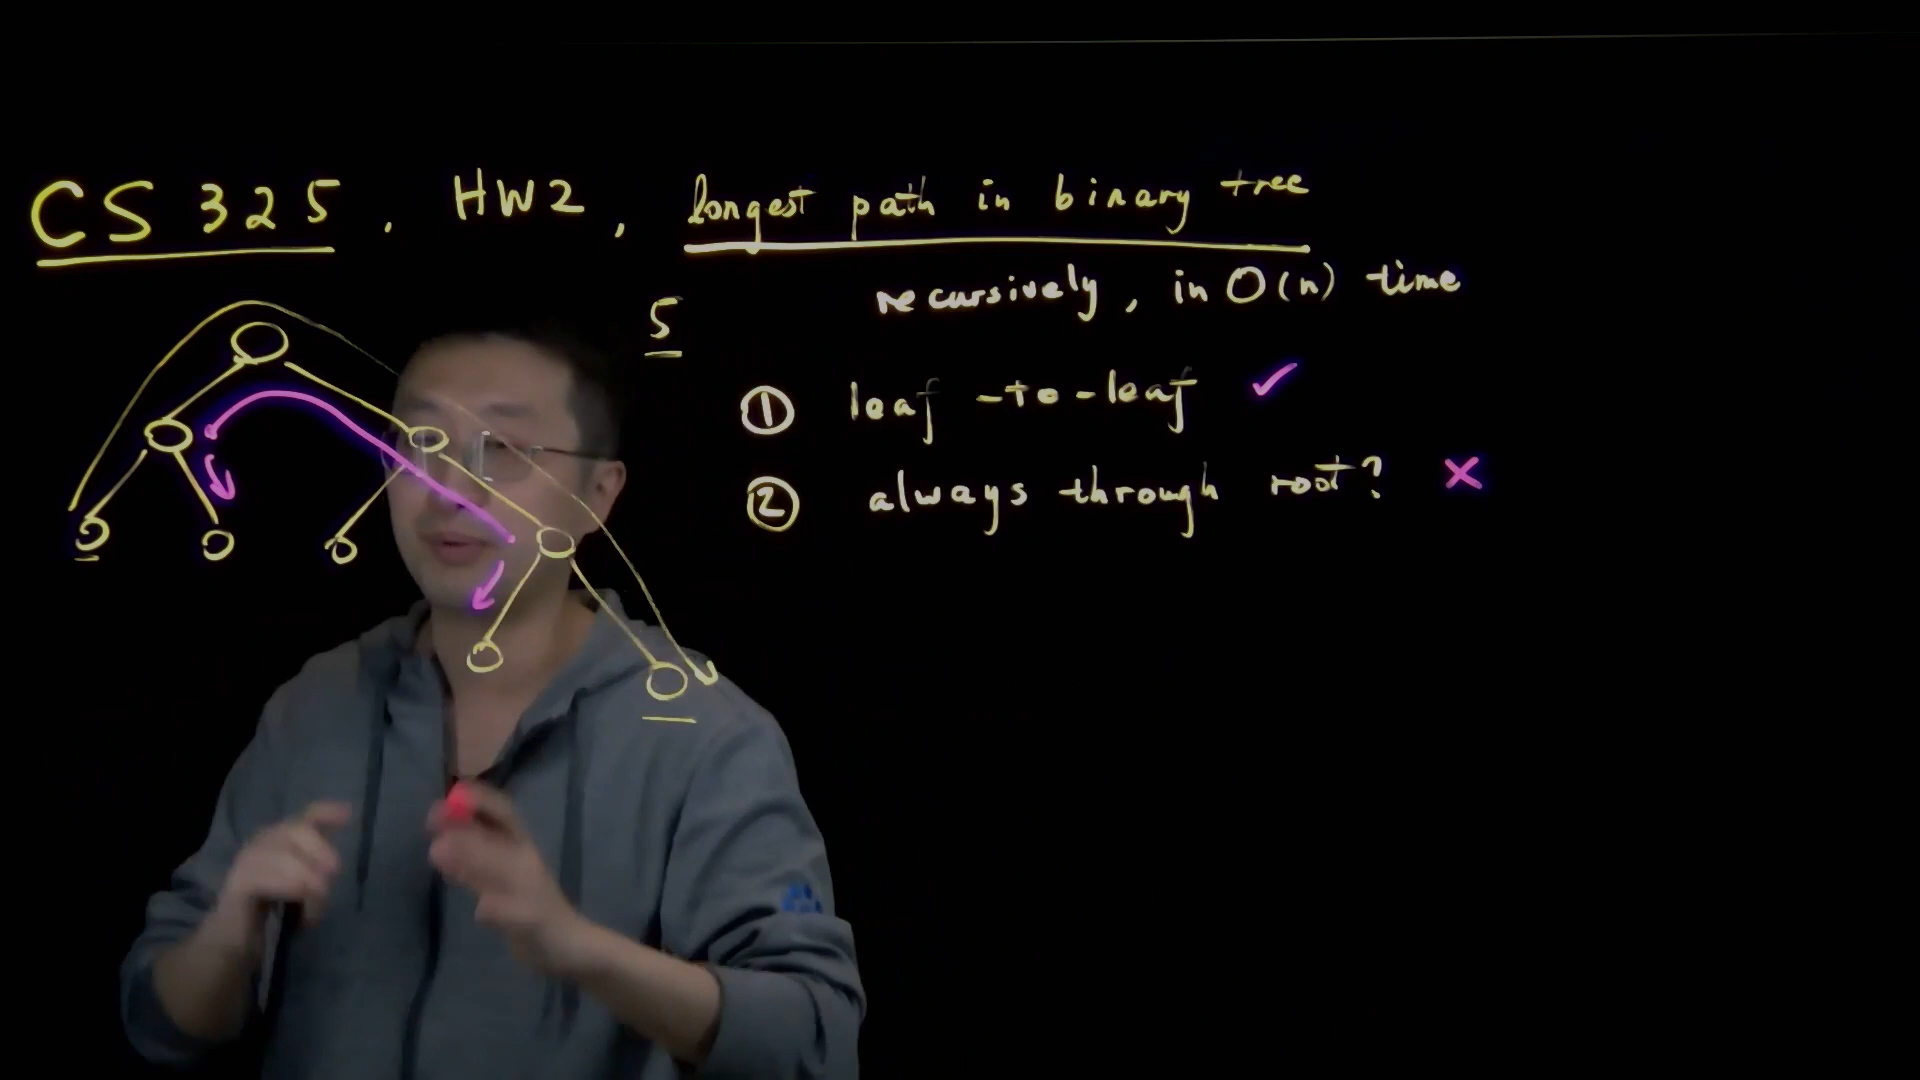 CS 325 , HW2 , longest path in binary tree
recursively , in O(n) time
5
① leaf -to-leaf ✓
② always through root? ✗